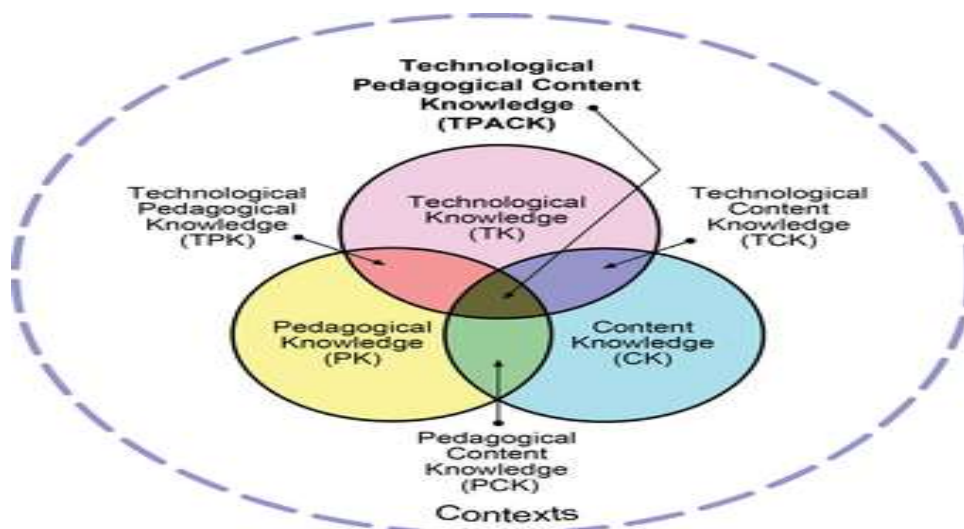 Technological
Pedagogical Content
Knowledge
(TPACK)
Technological
Pedagogical
Knowledge
(TPK)
Technological
Knowledge
(TK)
Technological
Content
Knowledge
(TCK)
Pedagogical
Knowledge
(PK)
Content
Knowledge
(CK)
Pedagogical
Content
Knowledge
(PCK)
Contexts